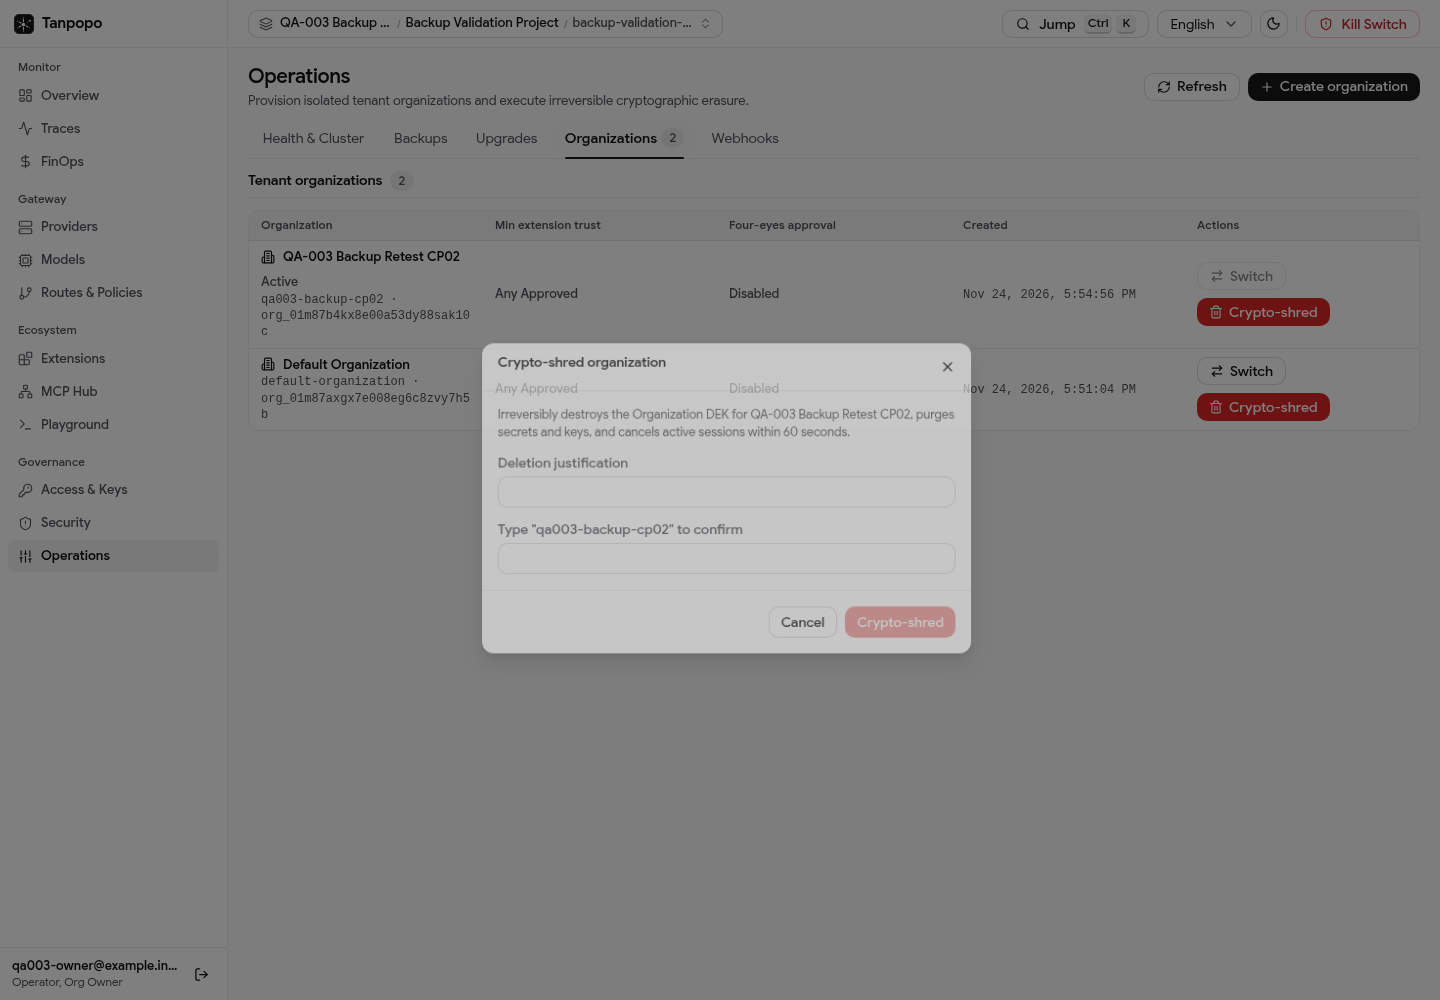 Tanpopo
QA-003 Backup ... / Backup Validation Project / backup-validation-...
Jump Ctrl K
English
Kill Switch
Monitor
Overview
Traces
FinOps
Gateway
Providers
Models
Routes & Policies
Ecosystem
Extensions
MCP Hub
Playground
Governance
Access & Keys
Security
Operations
qa003-owner@example.in...
Operator, Org Owner
Operations
Provision isolated tenant organizations and execute irreversible cryptographic erasure.
Refresh
Create organization
Health & Cluster Backups Upgrades Organizations 2 Webhooks
Tenant organizations 2
Organization Min extension trust Four-eyes approval Created Actions
QA-003 Backup Retest CP02
Active
qa003-backup-cp02 ·
org_01m87b4kx8e00a53dy88sak10
c
Any Approved
Disabled
Nov 24, 2026, 5:54:56 PM
Switch
Crypto-shred
Default Organization
default-organization ·
org_01m87axgx7e008eg6c8zvy7h5
b
Any Approved
Disabled
Nov 24, 2026, 5:51:04 PM
Switch
Crypto-shred
Crypto-shred organization
Irreversibly destroys the Organization DEK for QA-003 Backup Retest CP02, purges
secrets and keys, and cancels active sessions within 60 seconds.
Deletion justification
Type "qa003-backup-cp02" to confirm
Cancel
Crypto-shred